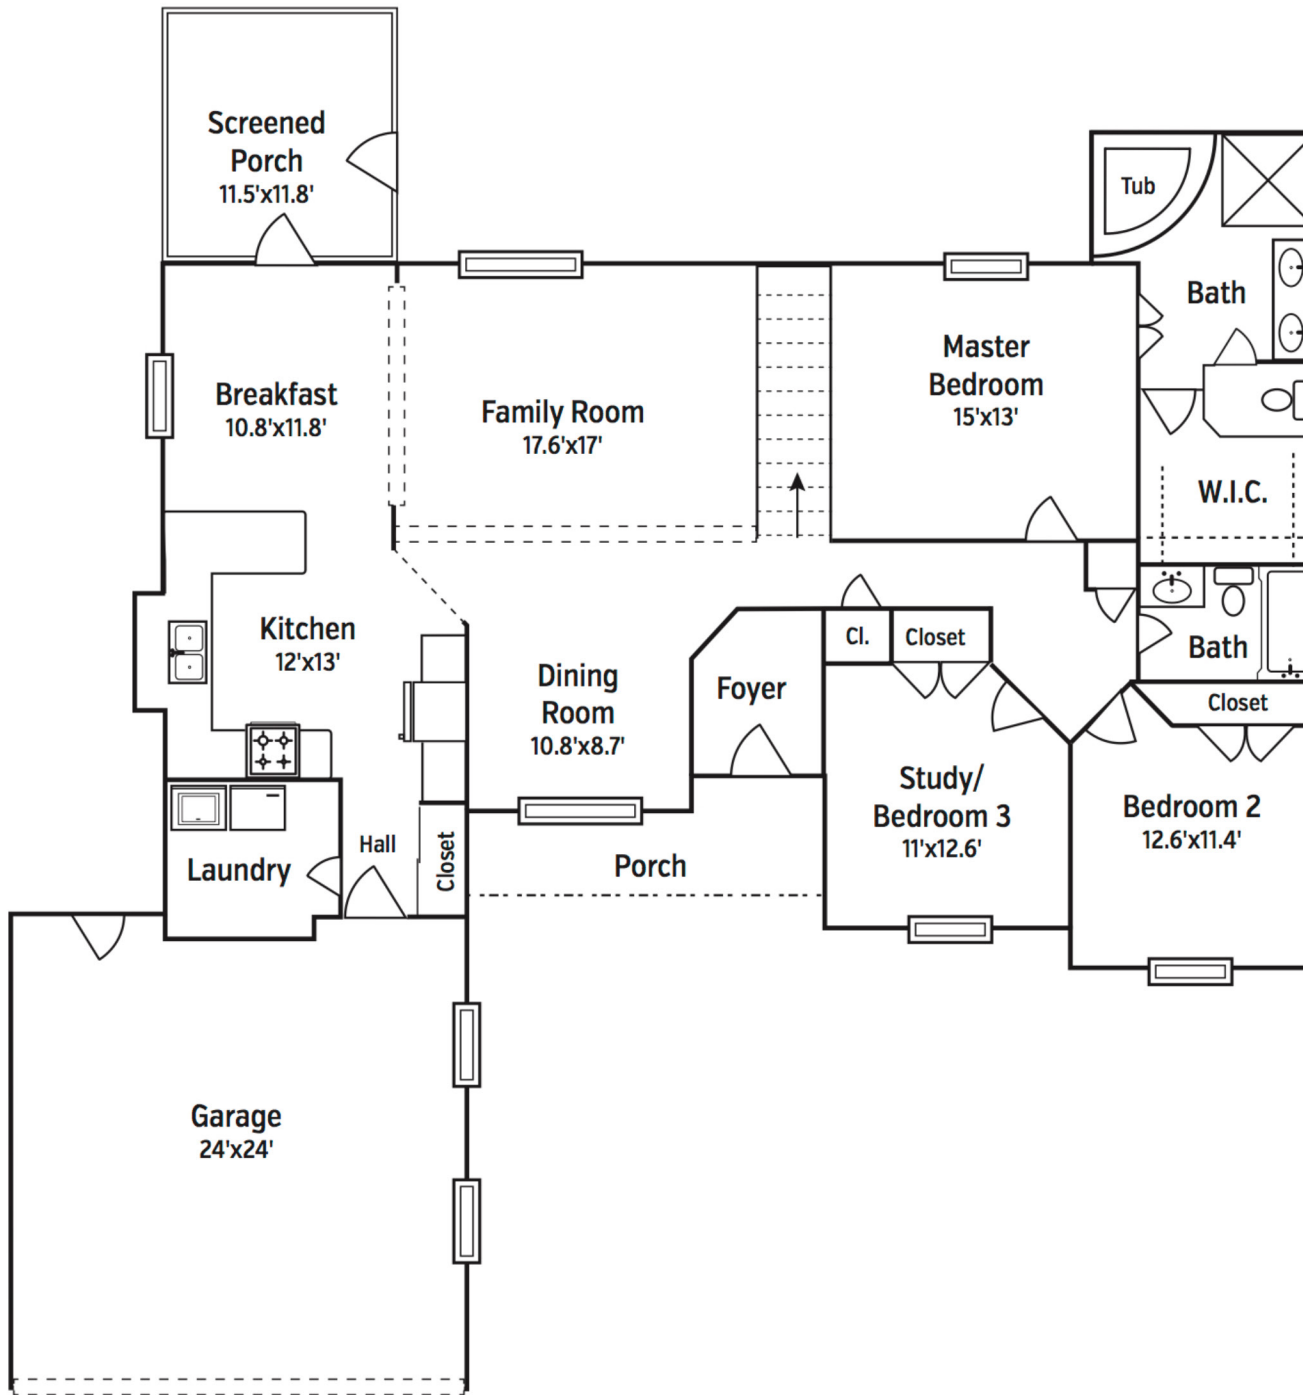 Screened
Porch
11.5'x11.8'
Tub
Bath
Master
Bedroom
15'x13'
Breakfast
10.8'x11.8'
Family Room
17.6'x17'
W.I.C.
Kitchen
12'x13'
Cl.
Closet
Bath
Dining
Room
10.8'x8.7'
Foyer
Closet
Study/
Bedroom 3
11'x12.6'
Bedroom 2
12.6'x11.4'
Hall
Closet
Laundry
Porch
Garage
24'x24'